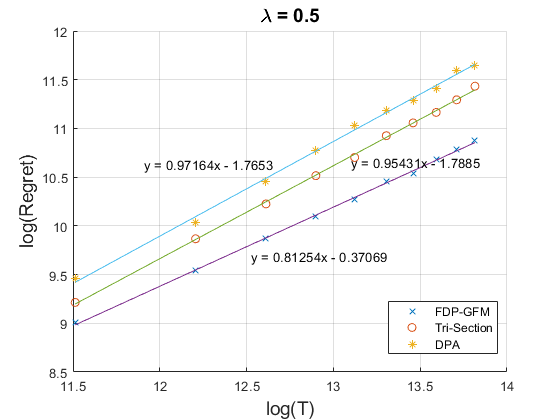 λ = 0.5
log(Regret)
12
11.5
11
10.5
10
9.5
9
8.5
y = 0.97164x - 1.7653
y = 0.95431x - 1.7885
y = 0.81254x - 0.37069
FDP-GFM
Tri-Section
DPA
11.5 12 12.5 13 13.5 14
log(T)